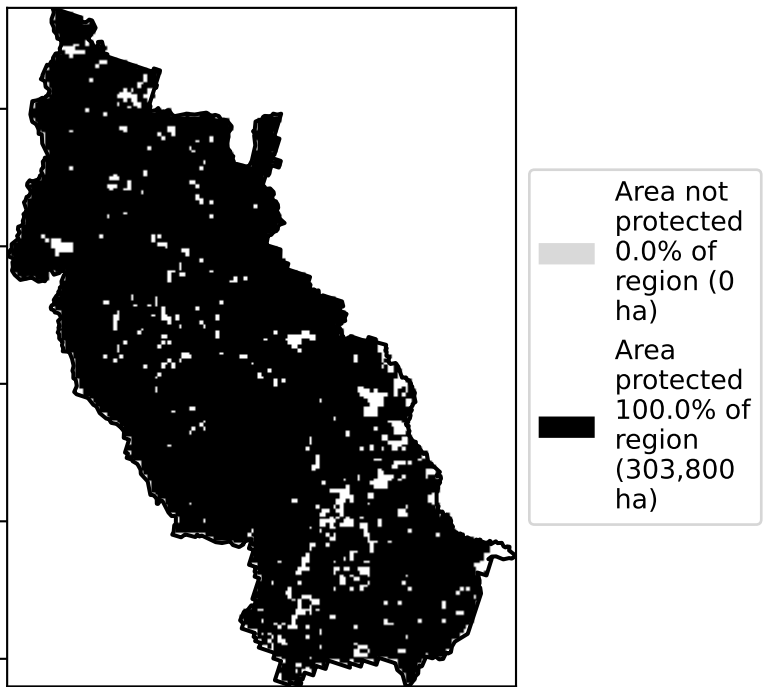 Area not
protected
0.0% of
region (0
ha)
Area
protected
100.0% of
region
(303,800
ha)